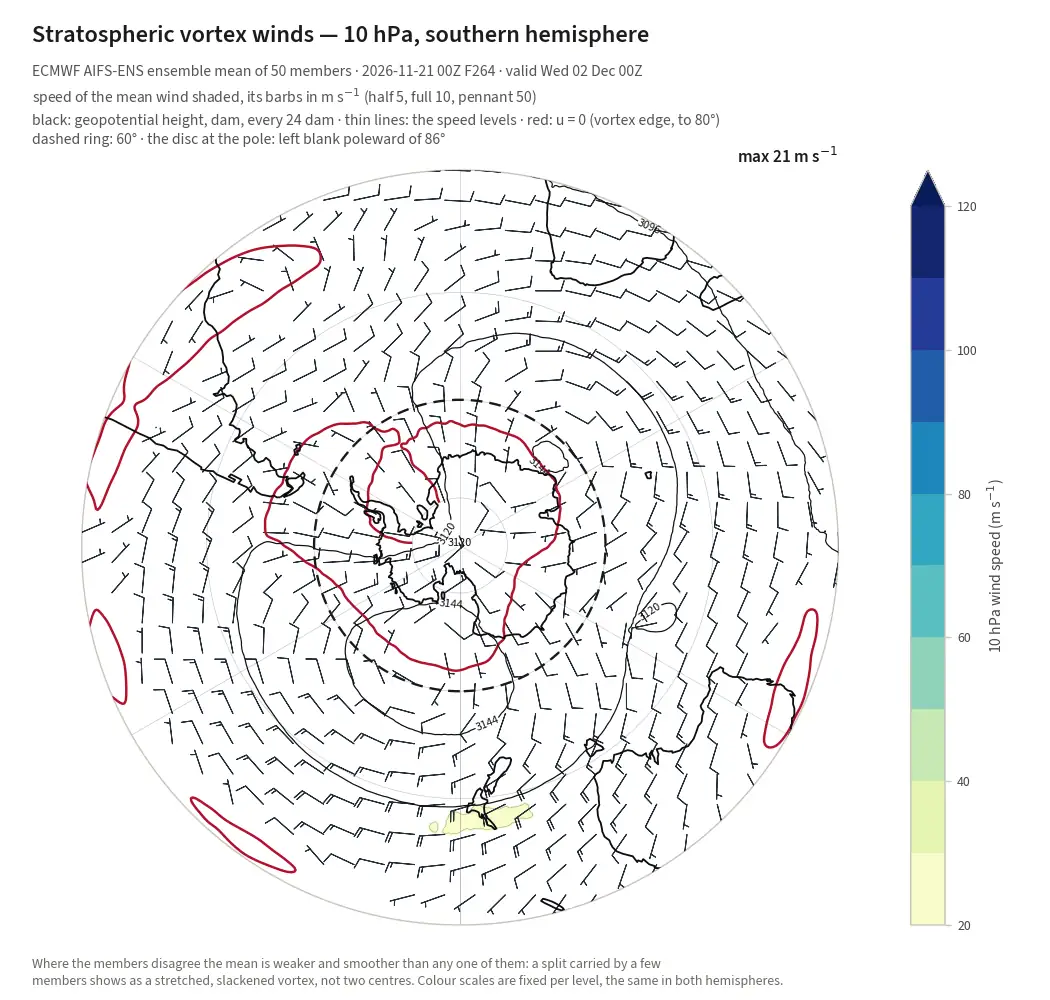 Stratospheric vortex winds — 10 hPa, southern hemisphere
ECMWF AIFS-ENS ensemble mean of 50 members · 2026-11-21 00Z F264 · valid Wed 02 Dec 00Z
speed of the mean wind shaded, its barbs in m s⁻¹ (half 5, full 10, pennant 50)
black: geopotential height, dam, every 24 dam · thin lines: the speed levels · red: u = 0 (vortex edge, to 80°)
dashed ring: 60° · the disc at the pole: left blank poleward of 86°
max 21 m s⁻¹
3096
120
100
80
60
40
20
10 hPa wind speed (m s⁻¹)
3144
3120
3120
3144
3120
3144
Where the members disagree the mean is weaker and smoother than any one of them: a split carried by a few
members shows as a stretched, slackened vortex, not two centres. Colour scales are fixed per level, the same in both hemispheres.